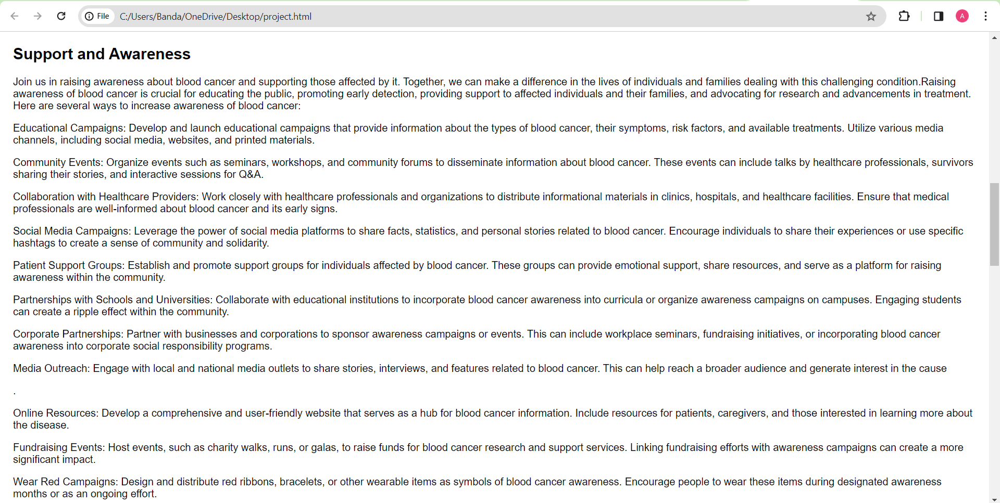 File C:/Users/Banda/OneDrive/Desktop/project.html A
Support and Awareness
Join us in raising awareness about blood cancer and supporting those affected by it. Together, we can make a difference in the lives of individuals and families dealing with this challenging condition.Raising
awareness of blood cancer is crucial for educating the public, promoting early detection, providing support to affected individuals and their families, and advocating for research and advancements in treatment.
Here are several ways to increase awareness of blood cancer:
Educational Campaigns: Develop and launch educational campaigns that provide information about the types of blood cancer, their symptoms, risk factors, and available treatments. Utilize various media
channels, including social media, websites, and printed materials.
Community Events: Organize events such as seminars, workshops, and community forums to disseminate information about blood cancer. These events can include talks by healthcare professionals, survivors
sharing their stories, and interactive sessions for Q&A.
Collaboration with Healthcare Providers: Work closely with healthcare professionals and organizations to distribute informational materials in clinics, hospitals, and healthcare facilities. Ensure that medical
professionals are well-informed about blood cancer and its early signs.
Social Media Campaigns: Leverage the power of social media platforms to share facts, statistics, and personal stories related to blood cancer. Encourage individuals to share their experiences or use specific
hashtags to create a sense of community and solidarity.
Patient Support Groups: Establish and promote support groups for individuals affected by blood cancer. These groups can provide emotional support, share resources, and serve as a platform for raising
awareness within the community.
Partnerships with Schools and Universities: Collaborate with educational institutions to incorporate blood cancer awareness into curricula or organize awareness campaigns on campuses. Engaging students
can create a ripple effect within the community.
Corporate Partnerships: Partner with businesses and corporations to sponsor awareness campaigns or events. This can include workplace seminars, fundraising initiatives, or incorporating blood cancer
awareness into corporate social responsibility programs.
Media Outreach: Engage with local and national media outlets to share stories, interviews, and features related to blood cancer. This can help reach a broader audience and generate interest in the cause
.
Online Resources: Develop a comprehensive and user-friendly website that serves as a hub for blood cancer information. Include resources for patients, caregivers, and those interested in learning more about
the disease.
Fundraising Events: Host events, such as charity walks, runs, or galas, to raise funds for blood cancer research and support services. Linking fundraising efforts with awareness campaigns can create a more
significant impact.
Wear Red Campaigns: Design and distribute red ribbons, bracelets, or other wearable items as symbols of blood cancer awareness. Encourage people to wear these items during designated awareness
months or as an ongoing effort.